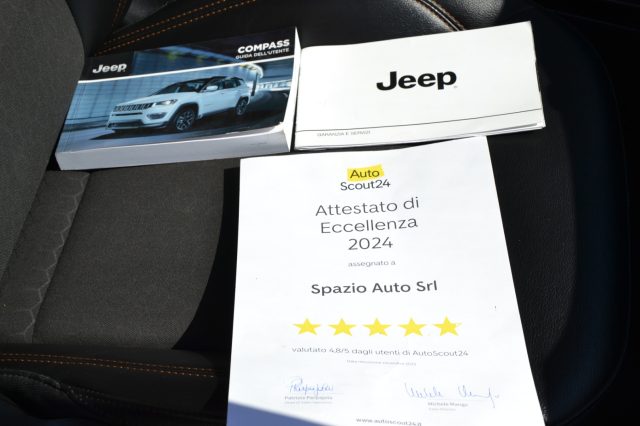 Jeep
COMPASS
GUIDA DELL'UTENTE
Jeep
GARANZIA E SERVIZI
Auto
Scout24
Attestato di
Eccellenza
2024
assegnato a
Spazio Auto Srl
valutato 4,8/5 dagli utenti di AutoScout24
www.autoscout24.it